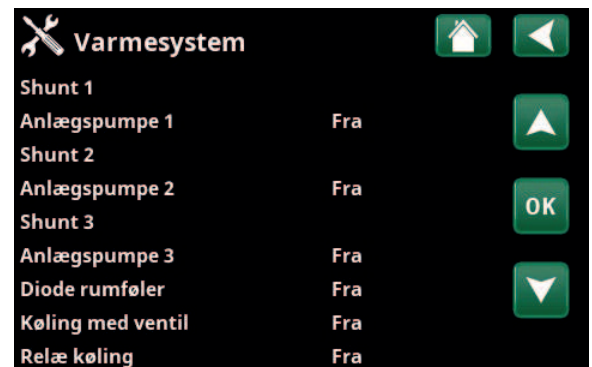 Varmesystem
Shunt 1
Anlægspumpe 1 Fra
Shunt 2
Anlægspumpe 2 Fra
OK
Shunt 3
Anlægspumpe 3 Fra
Diode rumføler Fra
Køling med ventil Fra
Relæ køling Fra